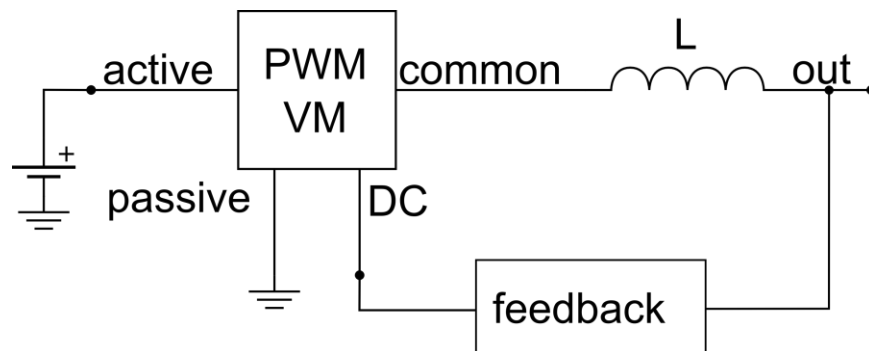 L
active
PWM
VM
common
out
+
passive
DC
feedback